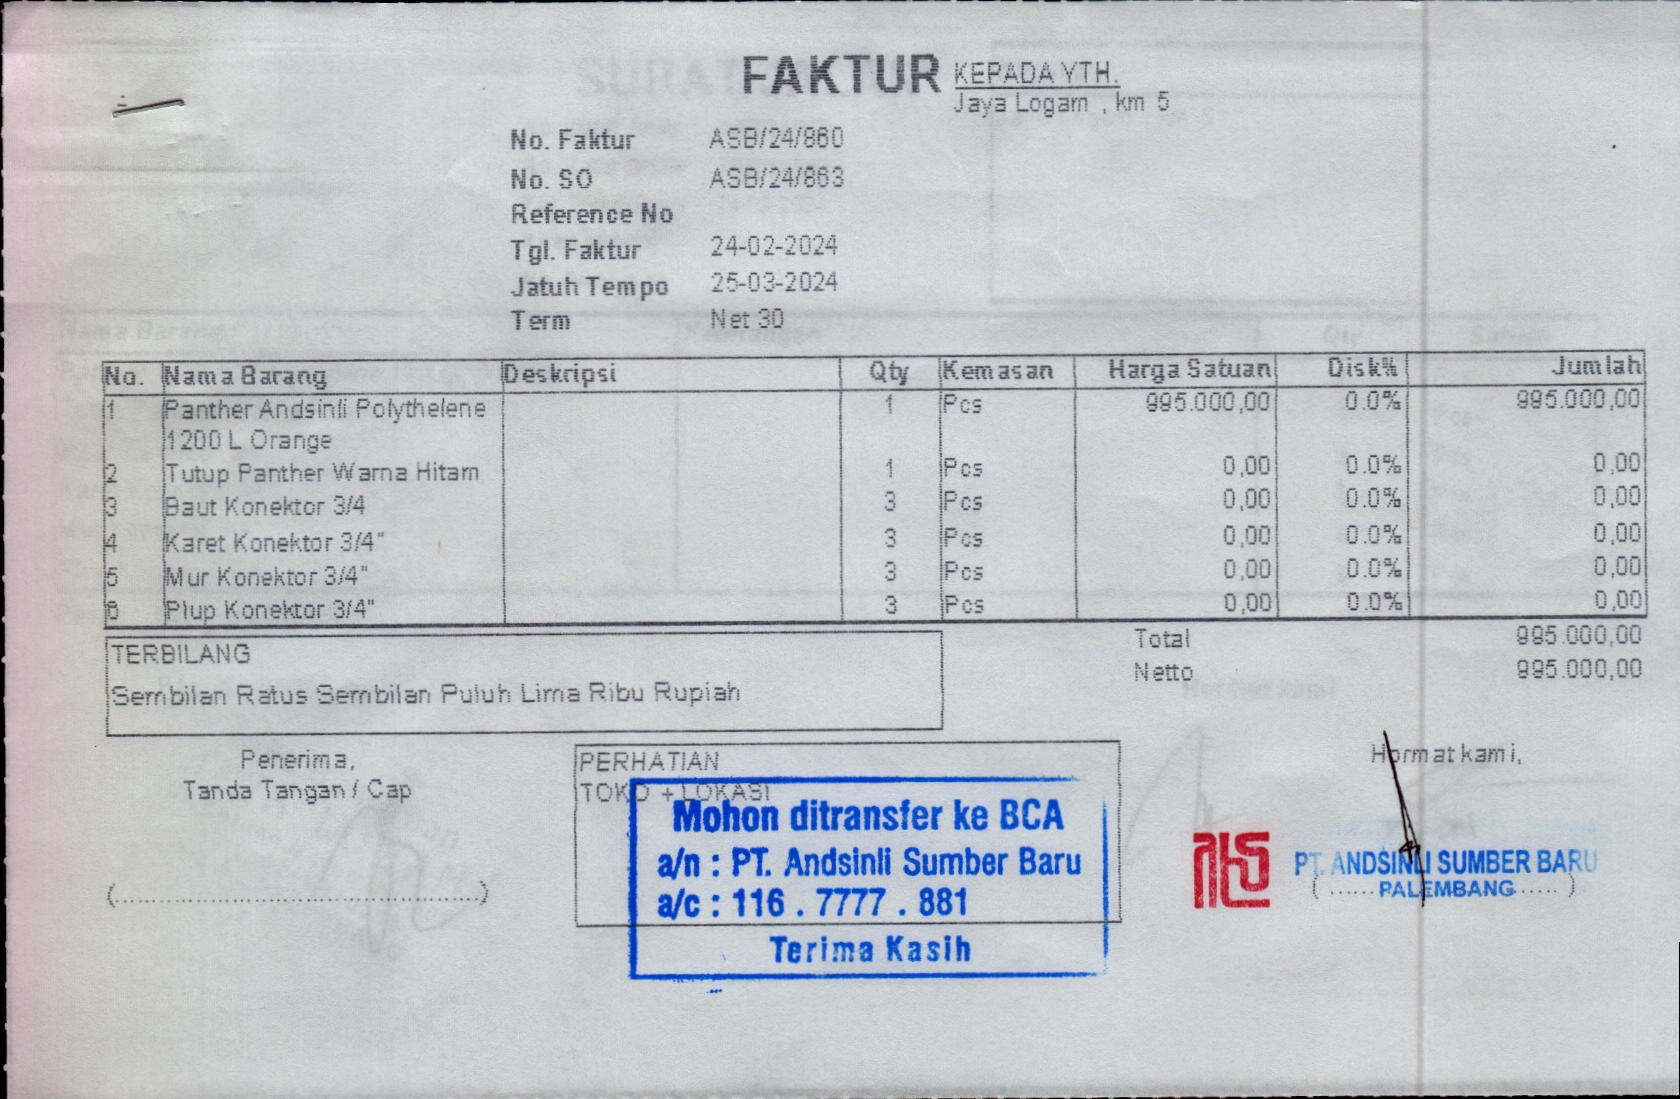 FAKTUR
KEPADA YTH.
Jaya Logam , km 5
No. Faktur ASB/24/860
No. SO ASB/24/863
Reference No
Tgl. Faktur 24-02-2024
Jatuh Tempo 25-03-2024
Term Net 30
No. Nama Barang Deskripsi Qty Kemasan Harga Satuan Disk% Jumlah
1 Panther Andsinli Polythelene 1 Pcs 995.000,00 0.0% 995.000,00
1200 L Orange
2 Tutup Panther Warna Hitam 1 Pcs 0,00 0.0% 0,00
3 Baut Konektor 3/4 3 Pcs 0,00 0.0% 0,00
4 Karet Konektor 3/4" 3 Pcs 0,00 0.0% 0,00
5 Mur Konektor 3/4" 3 Pcs 0,00 0.0% 0,00
6 Plup Konektor 3/4" 3 Pcs 0,00 0.0% 0,00
Total 995.000,00
Netto 995.000,00
TERBILANG
Sembilan Ratus Sembilan Puluh Lima Ribu Rupiah
Penerima,
Tanda Tangan / Cap
(.................................................)
PERHATIAN
TOKO + LOKASI
Mohon ditransfer ke BCA
a/n : PT. Andsinli Sumber Baru
a/c : 116 . 7777 . 881
Terima Kasih
Hormat kami,
PT. ANDSINLI SUMBER BARU
PALEMBANG